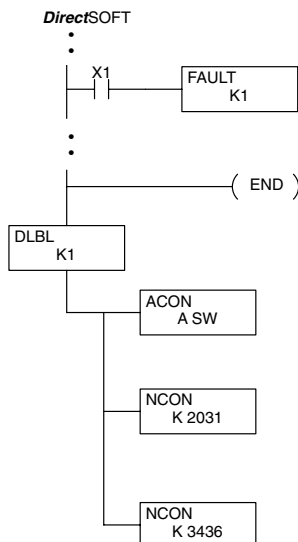 DirectSOFT
X1
FAULT
K1
END
DLBL
K1
ACON
A SW
NCON
K 2031
NCON
K 3436